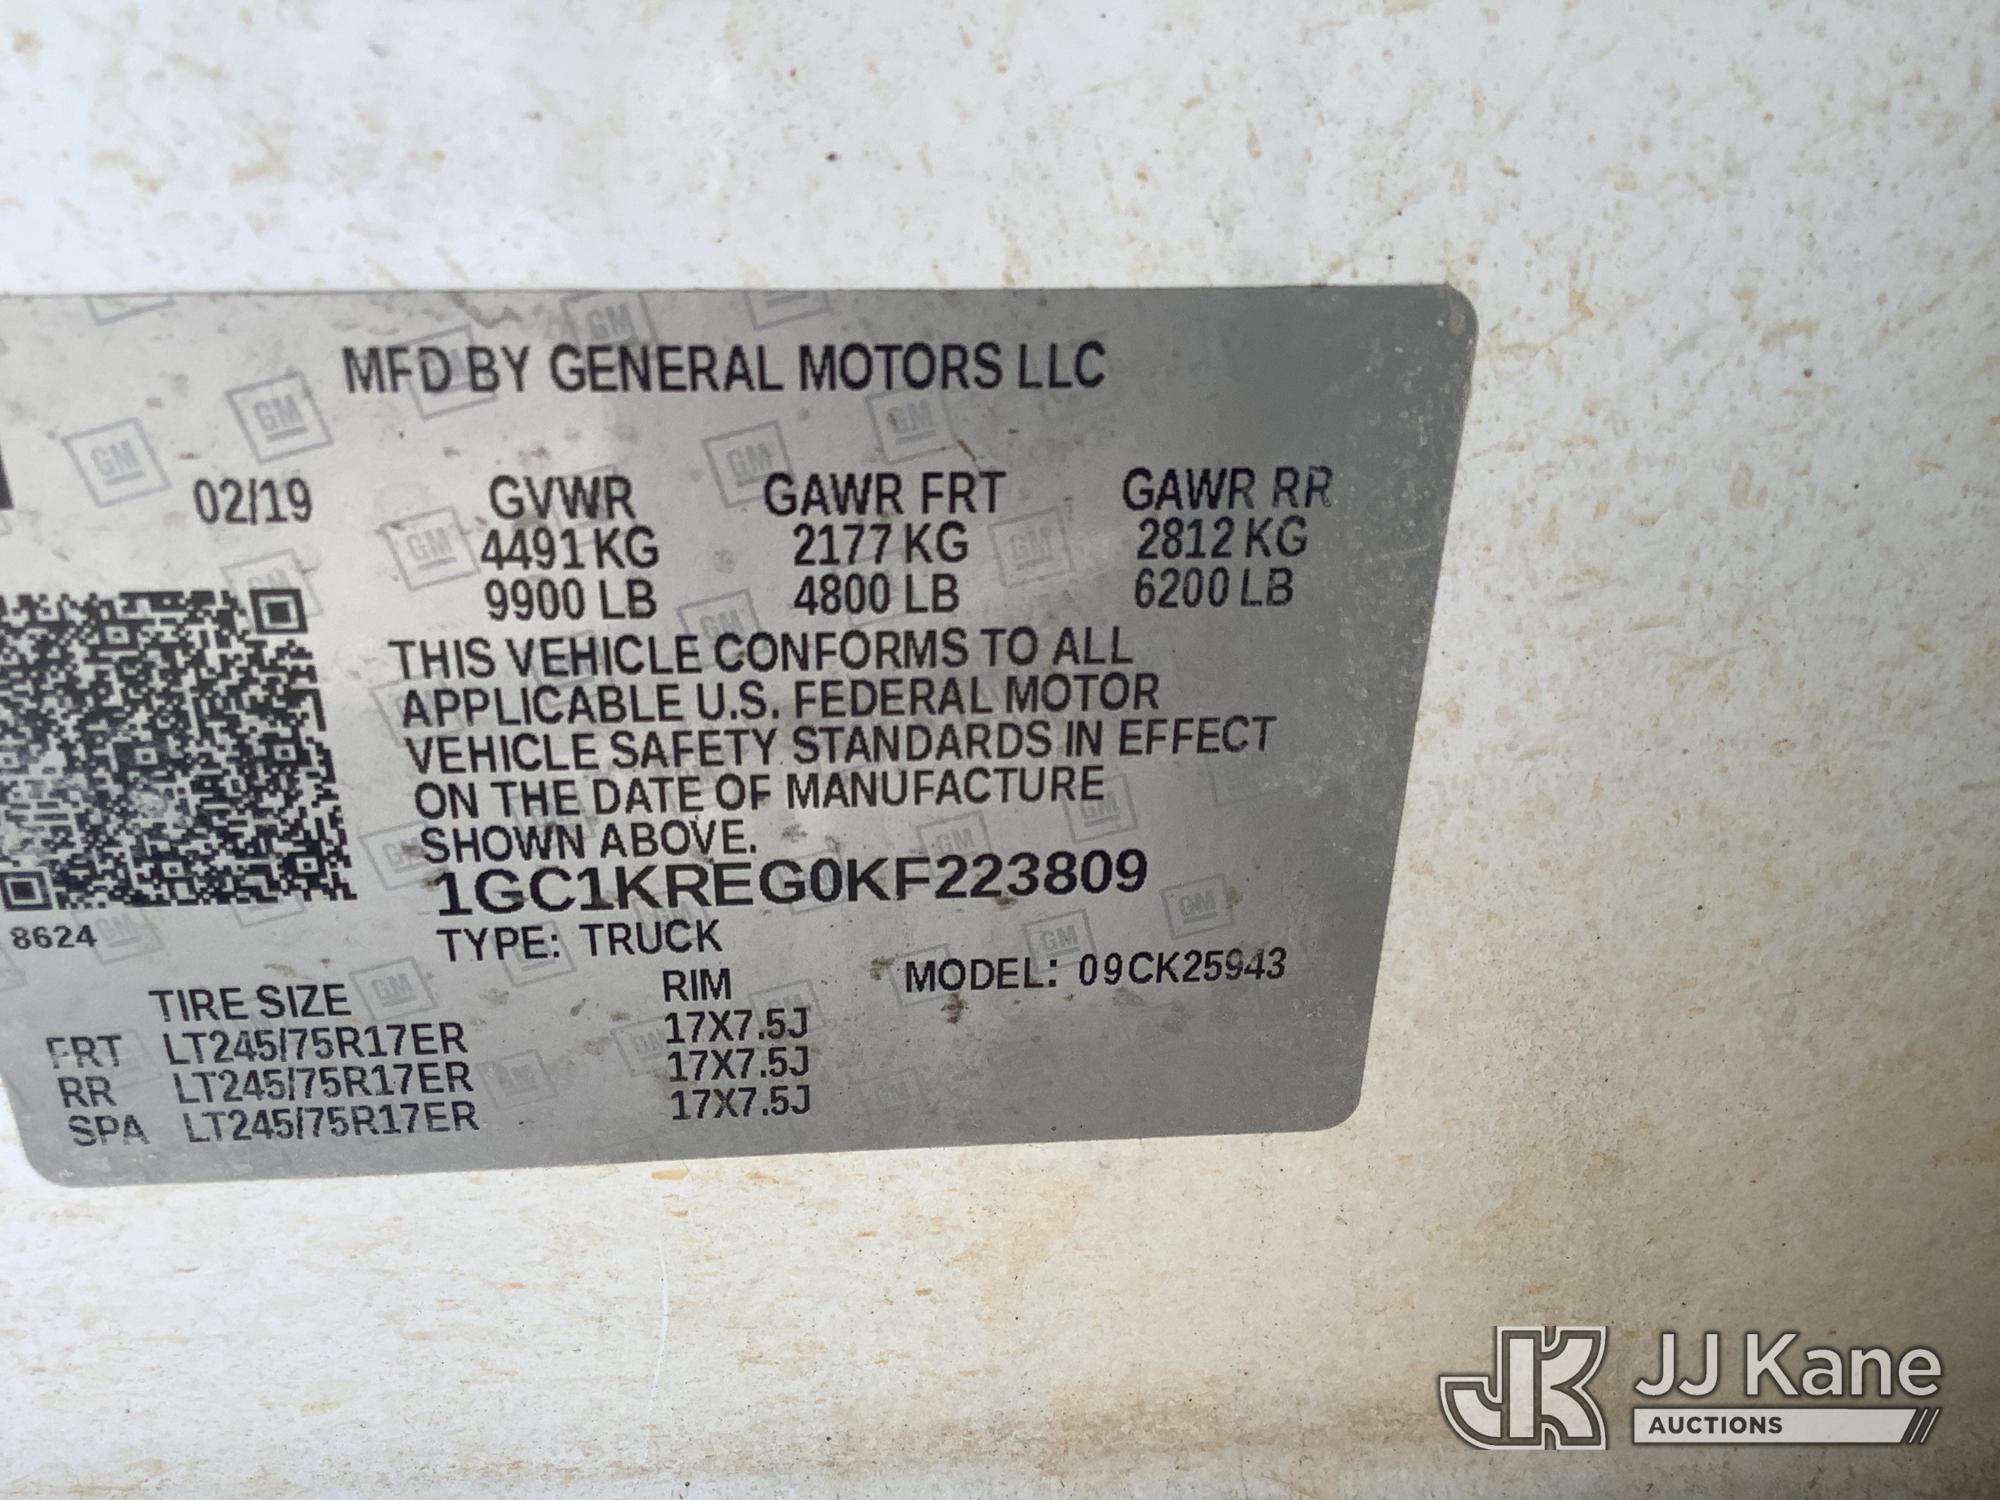 MFD BY GENERAL MOTORS LLC
02/19 GVWR GAWR FRT GAWR RR
4491 KG 2177 KG 2812 KG
9900 LB 4800 LB 6200 LB
THIS VEHICLE CONFORMS TO ALL
APPLICABLE U.S. FEDERAL MOTOR
VEHICLE SAFETY STANDARDS IN EFFECT
ON THE DATE OF MANUFACTURE
SHOWN ABOVE.
1GC1KREG0KF223809
8624
TYPE: TRUCK
MODEL: 09CK25943
TIRE SIZE RIM
FRT LT245/75R17ER 17X7.5J
RR LT245/75R17ER 17X7.5J
SPA LT245/75R17ER 17X7.5J
GM
JK JJ Kane
AUCTIONS